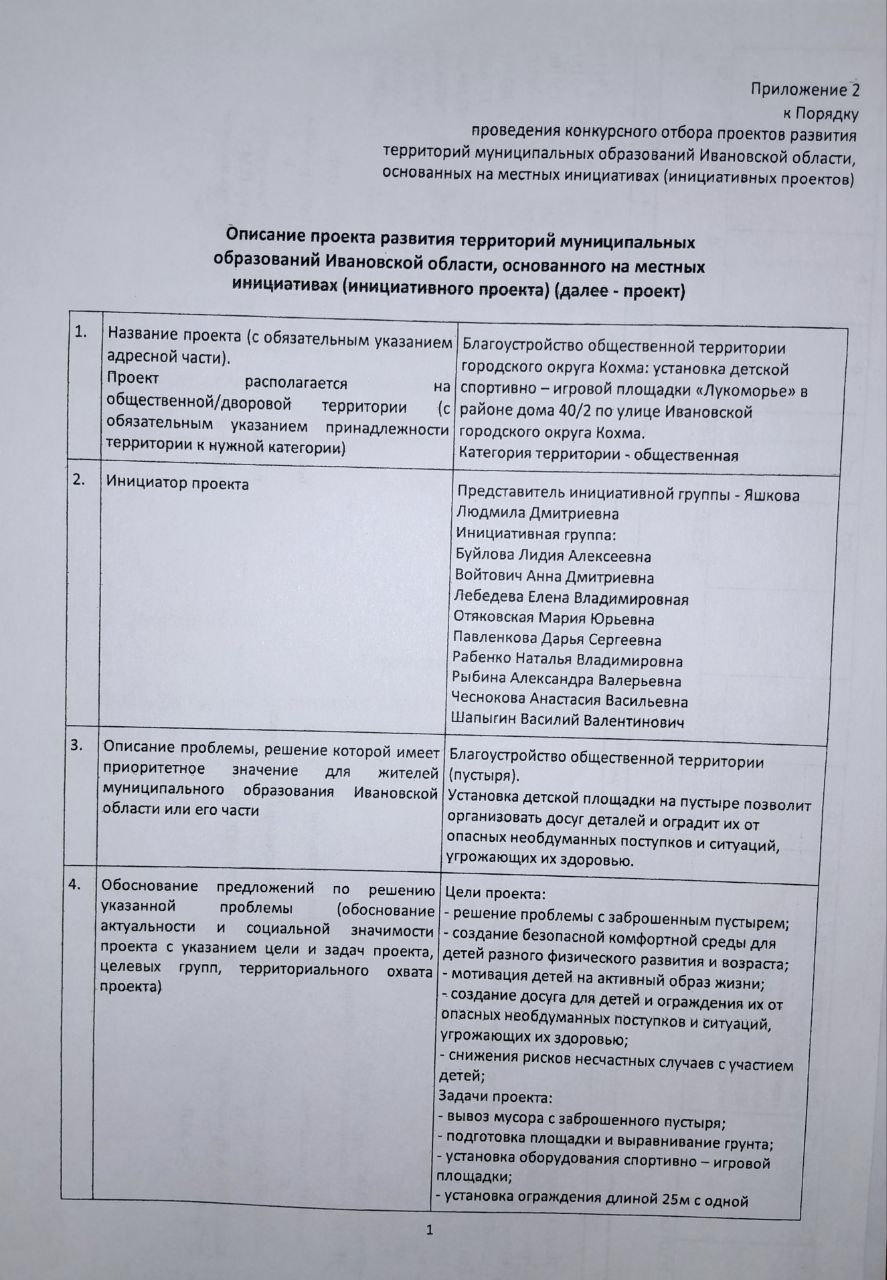 Приложение 2
к Порядку
проведения конкурсного отбора проектов развития
территорий муниципальных образований Ивановской области,
основанных на местных инициативах (инициативных проектов)
Описание проекта развития территорий муниципальных
образований Ивановской области, основанного на местных
инициативах (инициативного проекта) (далее - проект)
1.
Название проекта (с обязательным указанием
адресной части).
Проект располагается на
общественной/дворовой территории (с
обязательным указанием принадлежности
территории к нужной категории)
Благоустройство общественной территории
городского округа Кохма: установка детской
спортивно – игровой площадки «Лукоморье» в
районе дома 40/2 по улице Ивановской
городского округа Кохма.
Категория территории - общественная
2.
Инициатор проекта
Представитель инициативной группы - Яшкова
Людмила Дмитриевна
Инициативная группа:
Буйлова Лидия Алексеевна
Войтович Анна Дмитриевна
Лебедева Елена Владимировная
Отяковская Мария Юрьевна
Павленкова Дарья Сергеевна
Рабенко Наталья Владимировна
Рыбина Александра Валерьевна
Чеснокова Анастасия Васильевна
Шапыгин Василий Валентинович
3.
Описание проблемы, решение которой имеет
приоритетное значение для жителей
муниципального образования Ивановской
области или его части
Благоустройство общественной территории
(пустыря).
Установка детской площадки на пустыре позволит
организовать досуг деталей и оградит их от
опасных необдуманных поступков и ситуаций,
угрожающих их здоровью.
4.
Обоснование предложений по решению
указанной проблемы (обоснование
актуальности и социальной значимости
проекта с указанием цели и задач проекта,
целевых групп, территориального охвата
проекта)
Цели проекта:
- решение проблемы с заброшенным пустырем;
- создание безопасной комфортной среды для
детей разного физического развития и возраста;
- мотивация детей на активный образ жизни;
- создание досуга для детей и ограждения их от
опасных необдуманных поступков и ситуаций,
угрожающих их здоровью;
- снижения рисков несчастных случаев с участием
детей;
Задачи проекта:
- вывоз мусора с заброшенного пустыря;
- подготовка площадки и выравнивание грунта;
- установка оборудования спортивно – игровой
площадки;
- установка ограждения длиной 25м с одной
1